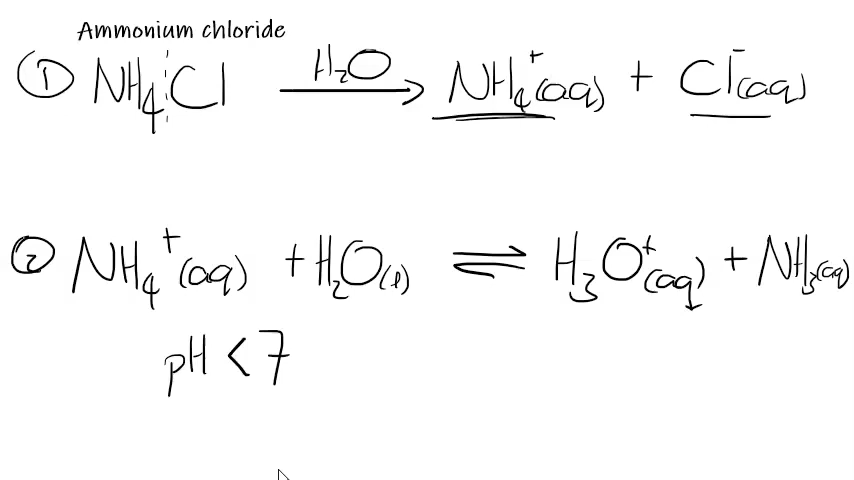 Ammonium chloride
① NH₄Cl H₂O → NH₄⁺(aq) + Cl⁻(aq)
② NH₄⁺(aq) + H₂O(l) ⇌ H₃O⁺(aq) + NH₃(aq)
pH < 7